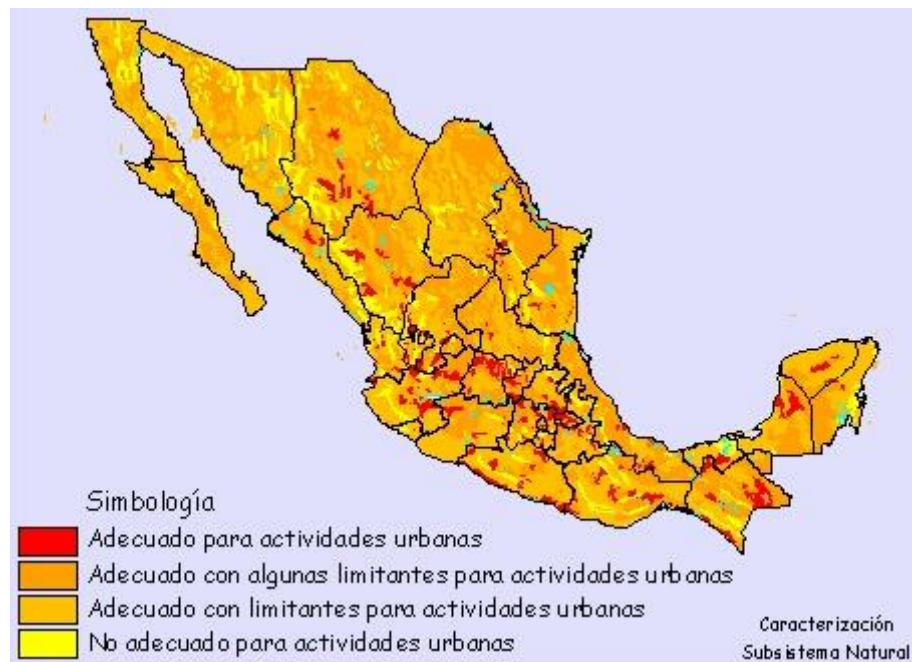 Simbología
Adecuado para actividades urbanas
Adecuado con algunas limitantes para actividades urbanas
Adecuado con limitantes para actividades urbanas
No adecuado para actividades urbanas
Caracterización
Subsistema Natural